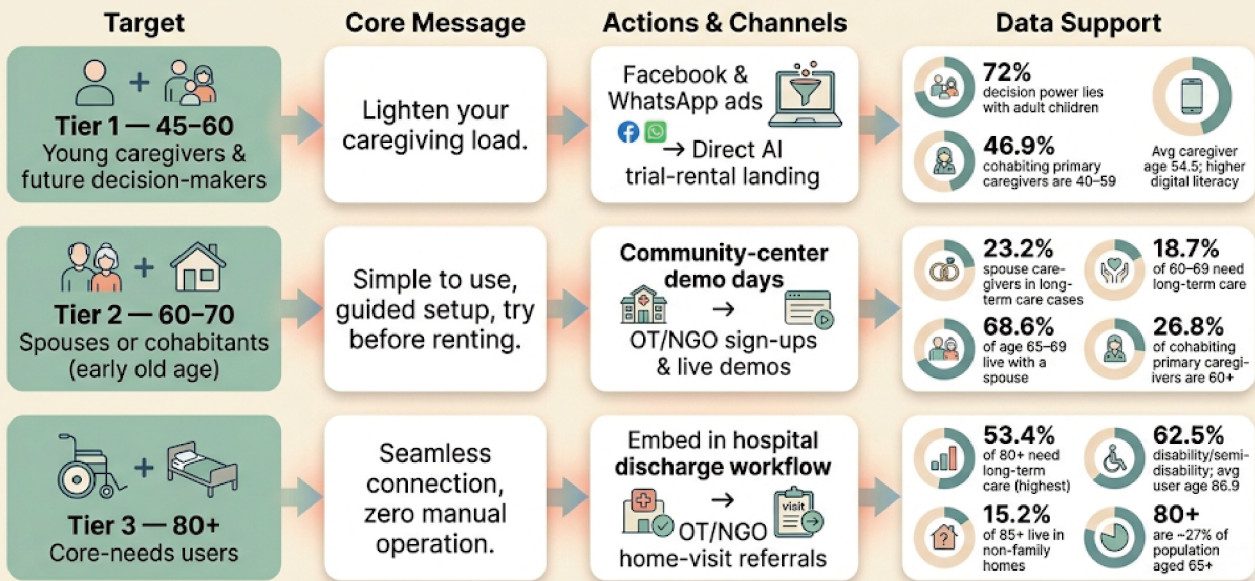 Target
Core Message
Actions & Channels
Data Support
Tier 1 — 45–60
Young caregivers &
future decision-makers
Lighten your
caregiving load.
Facebook &
WhatsApp ads
→ Direct AI
trial-rental landing
72%
decision power lies
with adult children
46.9%
cohabiting primary
caregivers are 40–59
Avg caregiver
age 54.5; higher
digital literacy
Tier 2 — 60–70
Spouses or cohabitants
(early old age)
Simple to use,
guided setup, try
before renting.
Community-center
demo days
→
OT/NGO sign-ups
& live demos
23.2%
spouse care-
givers in long-
term care cases
18.7%
of 60–69 need
long-term care
68.6%
of age 65–69
live with a
spouse
26.8%
of cohabiting
primary caregi-
ivers are 60+
Tier 3 — 80+
Core-needs users
Seamless
connection,
zero manual
operation.
Embed in hospital
discharge workflow
→
visit
OT/NGO
home-visit referrals
53.4%
of 80+ need
long-term
care (highest)
62.5%
disability/semi-
disability; avg
user age 86.9
15.2%
of 85+ live in
non-family
homes
?
80+
are ~27% of
population
aged 65+